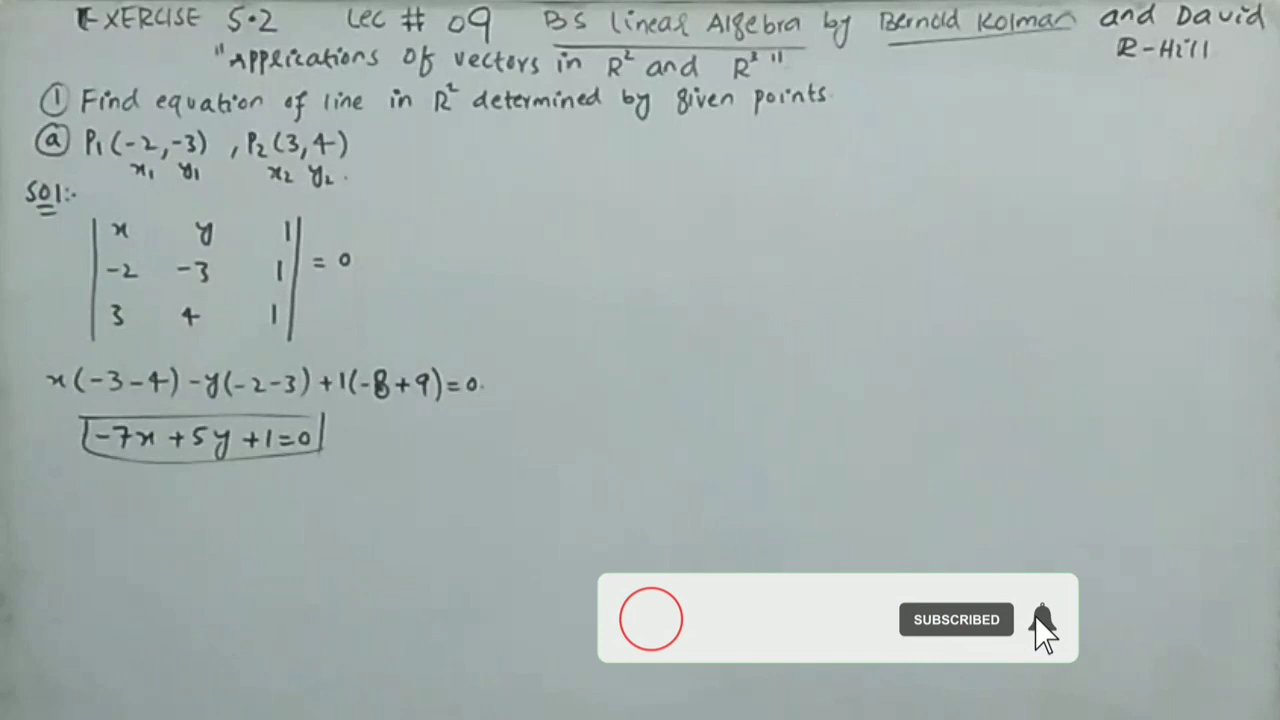 EXERCISE 5.2 Lec # 09 BS Linear Algebra by Bernold Kolman and David
R-Hill
"Applications of vectors in R² and R³"
① Find equation of line in R² determined by given points.
ⓐ P₁(-2,-3) , P₂(3,4)
x₁ y₁ x₂ y₂.
Sol:-
x y 1
-2 -3 1 = 0
3 4 1
x(-3-4) -y(-2-3) +1(-8+9)=0.
-7x +5y +1=0
SUBSCRIBED